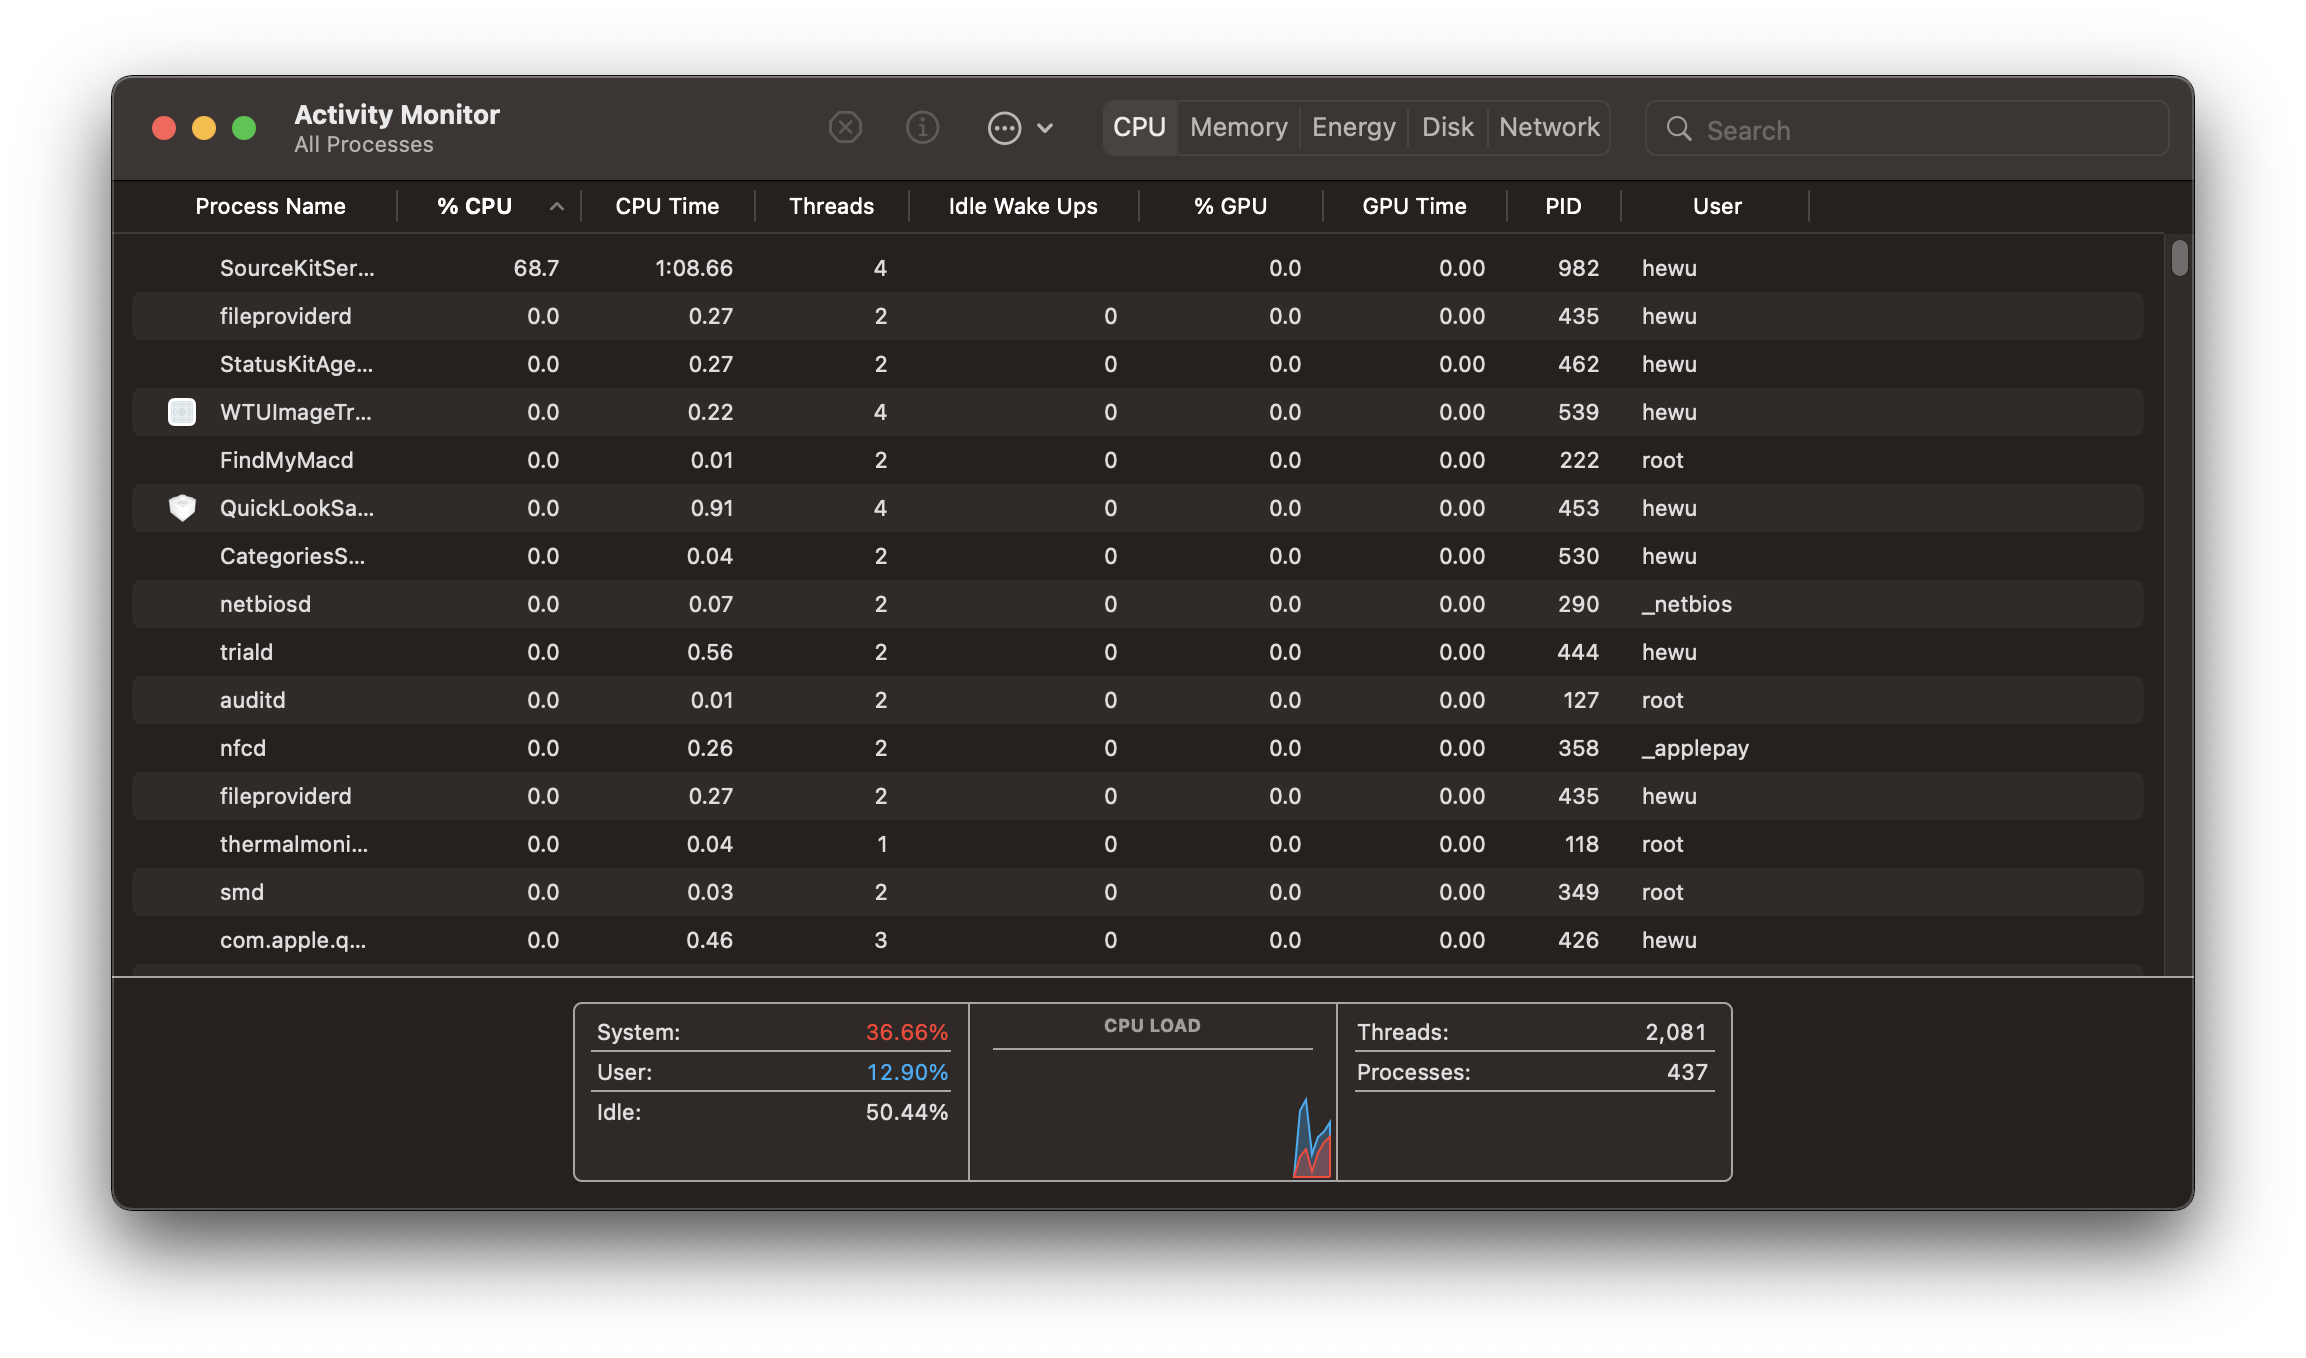 Activity Monitor
All Processes
CPU Memory Energy Disk Network
Search
Process Name % CPU CPU Time Threads Idle Wake Ups % GPU GPU Time PID User
SourceKitSer... 68.7 1:08.66 4 0.0 0.00 982 hewu
fileproviderd 0.0 0.27 2 0 0.0 0.00 435 hewu
StatusKitAge... 0.0 0.27 2 0 0.0 0.00 462 hewu
WTUImageTr... 0.0 0.22 4 0 0.0 0.00 539 hewu
FindMyMacd 0.0 0.01 2 0 0.0 0.00 222 root
QuickLookSa... 0.0 0.91 4 0 0.0 0.00 453 hewu
CategoriesS... 0.0 0.04 2 0 0.0 0.00 530 hewu
netbiosd 0.0 0.07 2 0 0.0 0.00 290 _netbios
triald 0.0 0.56 2 0 0.0 0.00 444 hewu
auditd 0.0 0.01 2 0 0.0 0.00 127 root
nfcd 0.0 0.26 2 0 0.0 0.00 358 _applepay
fileproviderd 0.0 0.27 2 0 0.0 0.00 435 hewu
thermalmoni... 0.0 0.04 1 0 0.0 0.00 118 root
smd 0.0 0.03 2 0 0.0 0.00 349 root
com.apple.q... 0.0 0.46 3 0 0.0 0.00 426 hewu
System: 36.66%
User: 12.90%
Idle: 50.44%
CPU LOAD
Threads: 2,081
Processes: 437